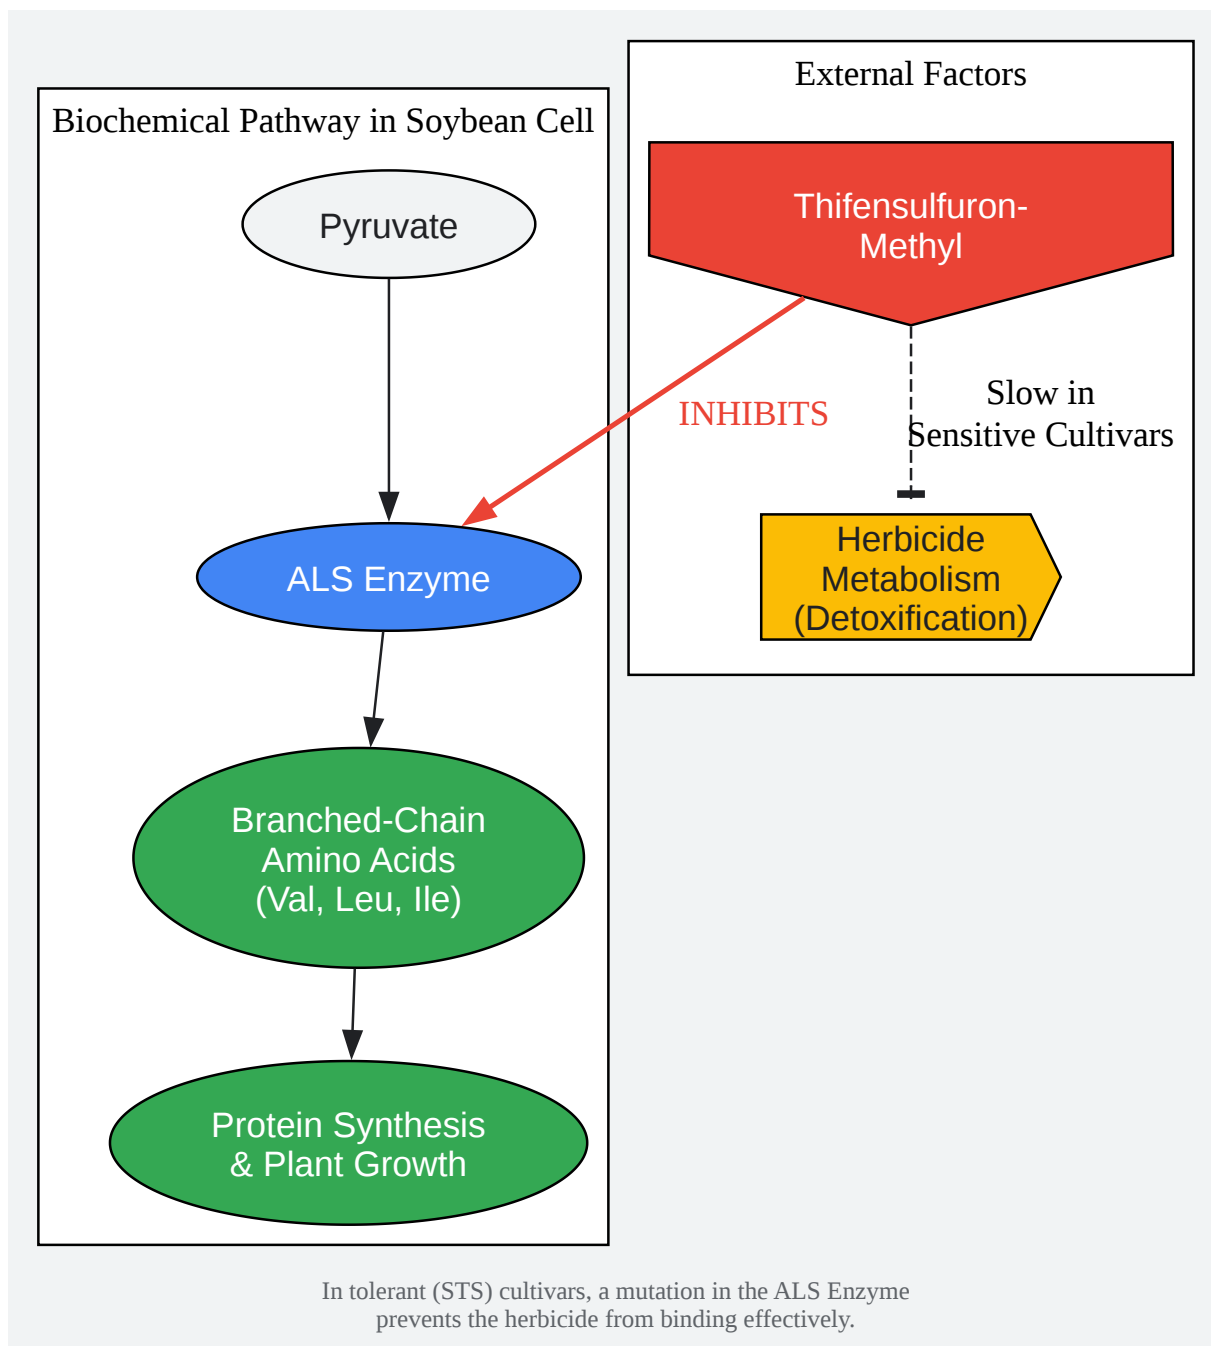 External Factors
Biochemical Pathway in Soybean Cell
Pyruvate
Thifensulfuron-
Methyl
INHIBITS
Slow in
Sensitive Cultivars
ALS Enzyme
Herbicide
Metabolism
(Detoxification)
Branched-Chain
Amino Acids
(Val, Leu, Ile)
Protein Synthesis
& Plant Growth
In tolerant (STS) cultivars, a mutation in the ALS Enzyme
prevents the herbicide from binding effectively.